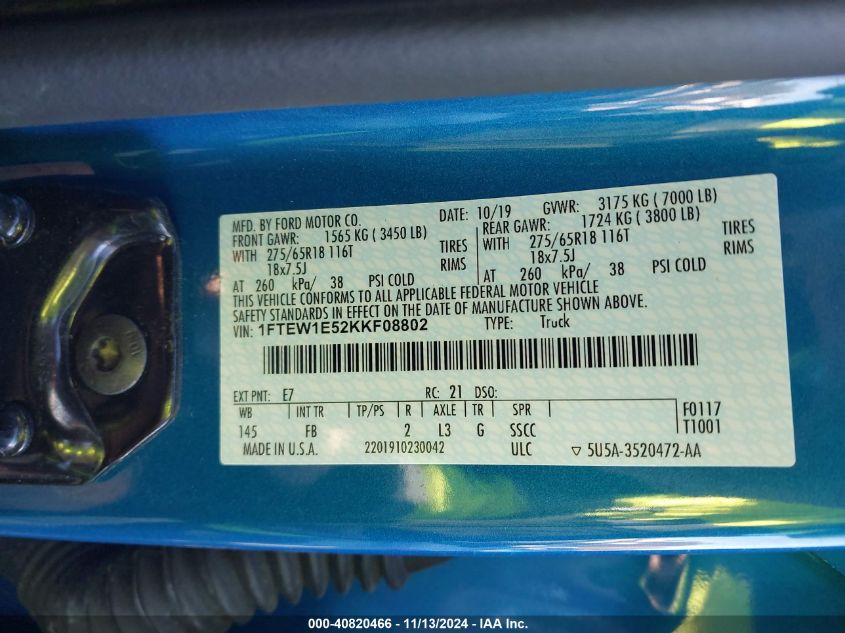 MFD. BY FORD MOTOR CO. DATE: 10/19 GVWR: 3175 KG ( 7000 LB)
FRONT GAWR: 1565 KG ( 3450 LB) REAR GAWR: 1724 KG ( 3800 LB)
WITH 275/65R18 116T TIRES WITH 275/65R18 116T TIRES
18x7.5J RIMS 18x7.5J RIMS
AT 260 kPa/ 38 PSI COLD AT 260 kPa/ 38 PSI COLD
THIS VEHICLE CONFORMS TO ALL APPLICABLE FEDERAL MOTOR VEHICLE
SAFETY STANDARDS IN EFFECT ON THE DATE OF MANUFACTURE SHOWN ABOVE.
VIN: 1FTEW1E52KKF08802 TYPE: Truck
EXT PNT: E7 RC: 21 DSO:
WB INT TR TP/PS R AXLE TR SPR F0117
145 FB 2 L3 G SSCC T1001
MADE IN U.S.A. 2201910230042 ULC ▽ 5U5A-3520472-AA
000-40820466 - 11/13/2024 - IAA Inc.